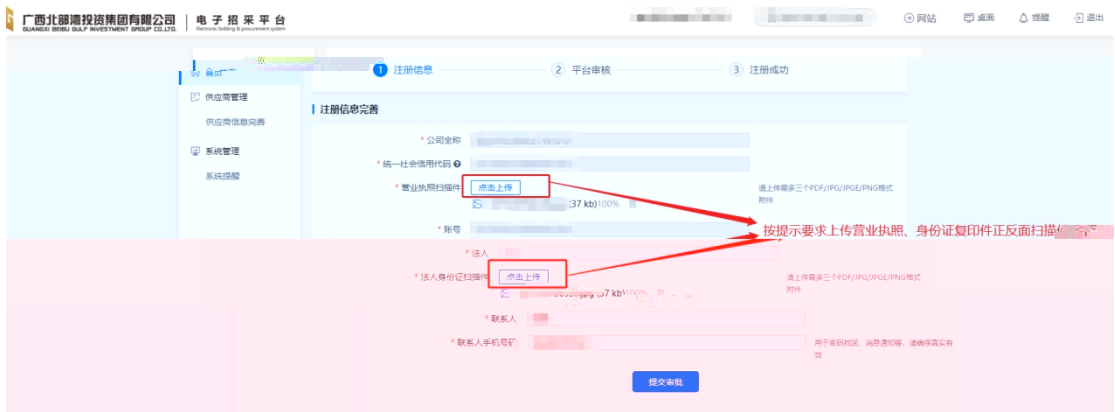 广西北部湾投资集团有限公司 电子招采平台
GUANGXI BEIBU GULF INVESTMENT GROUP CO.,LTD. Electronic bidding & procurement system
网站 桌面 提醒 退出
1 注册信息 2 平台审核 3 注册成功
供应商管理
供应商信息完善
系统管理
系统提醒
注册信息完善
* 公司全称
* 统一社会信用代码
* 营业执照扫描件 点击上传 请上传最多三个PDF/JPG/JPGE/PNG格式
附件
(37 kb)100%
* 账号
按提示要求上传营业执照、身份证复印件正反面扫描
* 法人
* 法人身份证扫描件 点击上传 请上传最多三个PDF/JPG/JPGE/PNG格式
附件
(37 kb)100%
* 联系人
* 联系人手机号码 用于密码找回、消息通知等，请确保真实有
效
提交审批